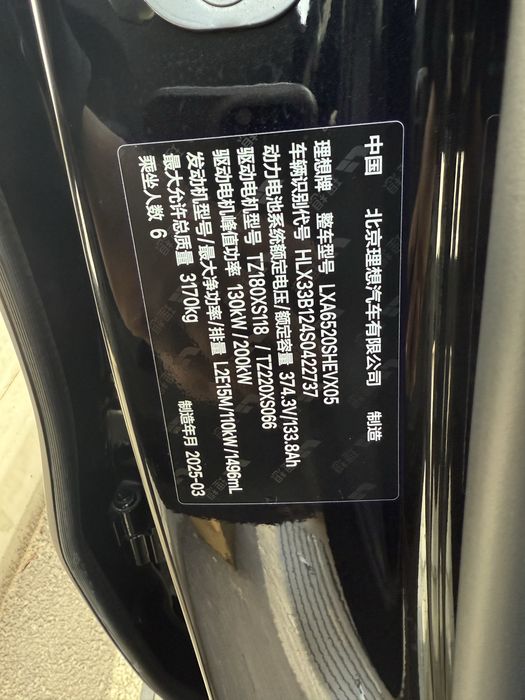 中国 北京理想汽车有限公司 制造
理想牌 整车型号 LXA6520SHEVX05
车辆识别代号 HLX33B124S0422737
动力电池系统额定电压/额定容量 374.3V/133.8Ah
驱动电机型号 TZ180XS118 /TZ220XS066
驱动电机峰值功率 130kW/200kW
发动机型号/最大净功率/排量 L2E15M/110kW/1496mL
最大允许总质量 3170kg
乘坐人数 6 制造年月 2025-03